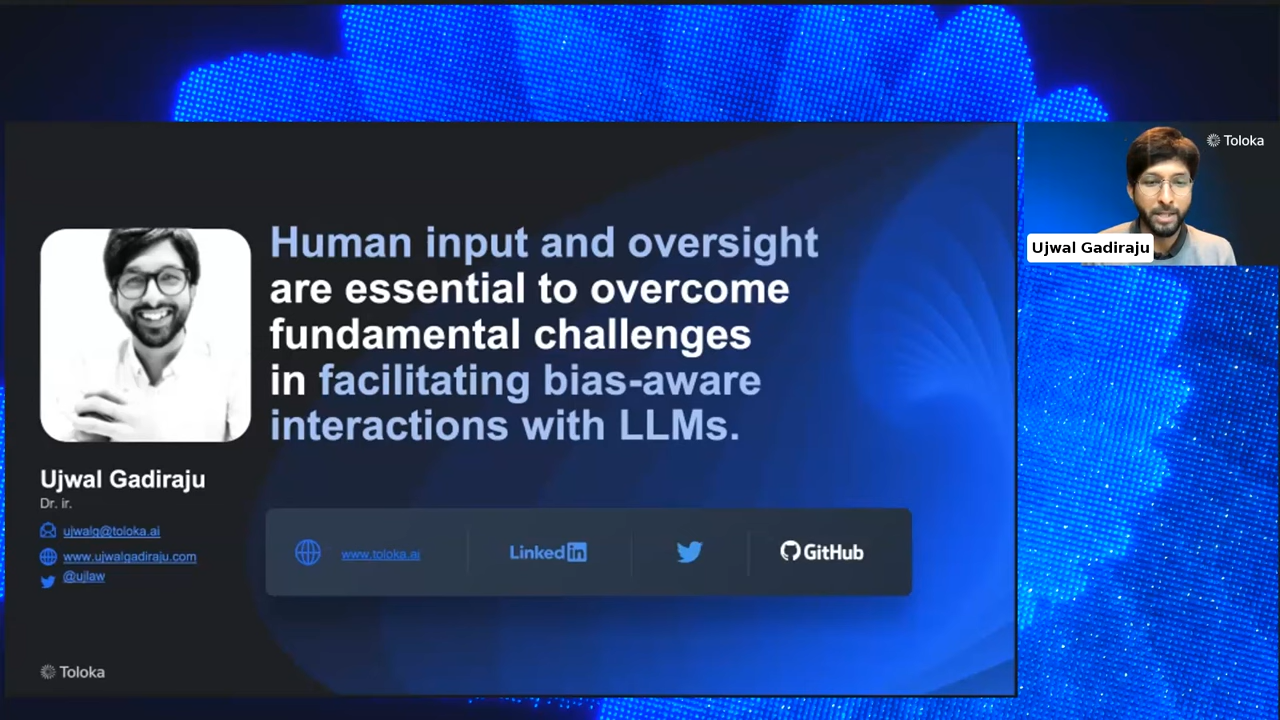 Human input and oversight
are essential to overcome
fundamental challenges
in facilitating bias-aware
interactions with LLMs.
Ujwal Gadiraju
Dr. ir.
ujwalg@toloka.ai
www.ujwalgadiraju.com
@ujlaw
www.toloka.ai
LinkedIn
GitHub
Toloka
Toloka
Ujwal Gadiraju